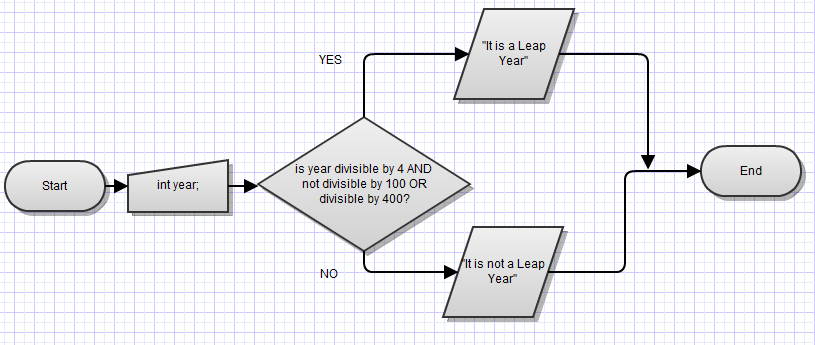 Start
int year;
is year divisible by 4 AND
not divisible by 100 OR
divisible by 400?
YES
"It is a Leap
Year"
NO
"It is not a Leap
Year"
End